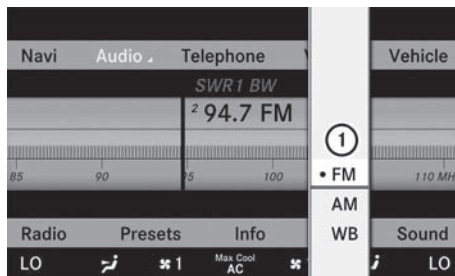 Navi Audio Telephone V Vehicle
SWR1 BW
2 94.7 FM
1
85 90 95 100 110 MH
• FM
AM
Radio Presets Info WB Sound
LO 1 Max Cool AC LO